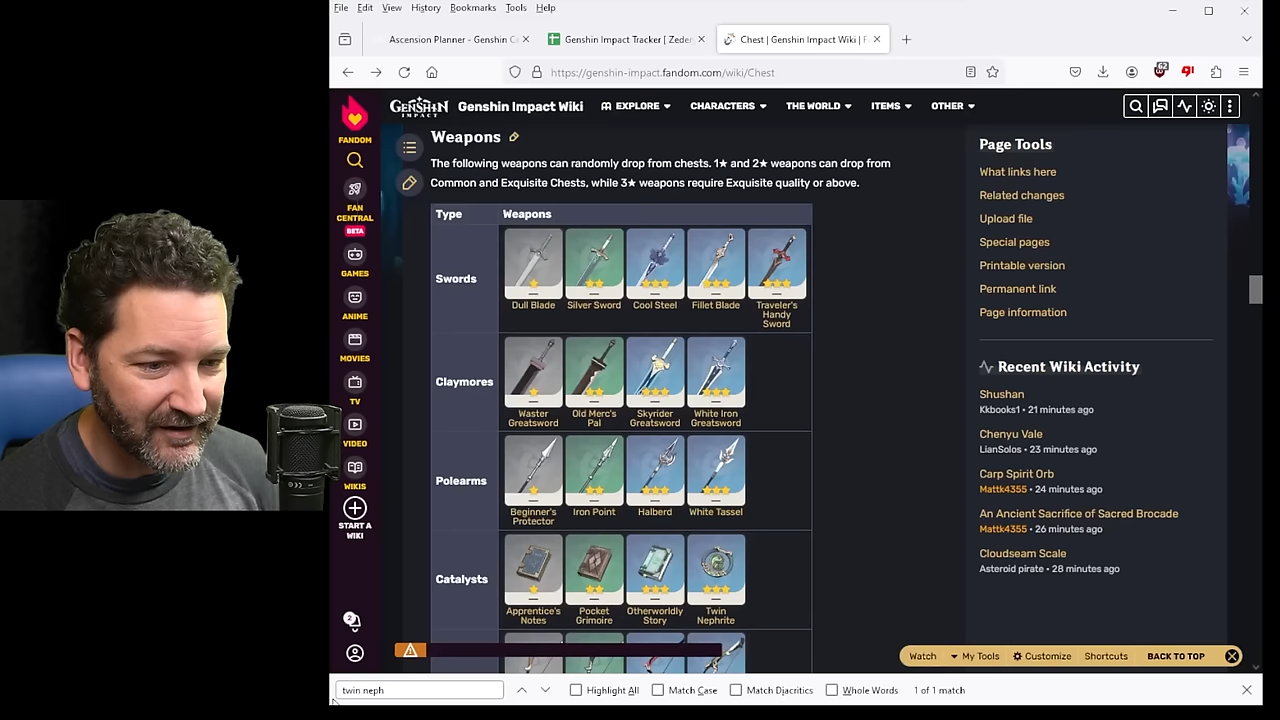 File Edit View History Bookmarks Tools Help
Ascension Planner - Genshin
Genshin Impact Tracker [ Zeder
Chest | Genshin Impact Wiki | F
https://genshin-impact.fandom.com/wiki/Chest
62
FANDOM
FAN CENTRAL
BETA
GAMES
ANIME
MOVIES
TV
VIDEO
WIKIS
START A WIKI
2
GENSHIN IMPACT
Genshin Impact Wiki
EXPLORE CHARACTERS THE WORLD ITEMS OTHER
Weapons
The following weapons can randomly drop from chests. 1★ and 2★ weapons can drop from
Common and Exquisite Chests, while 3★ weapons require Exquisite quality or above.
Type Weapons
Swords
Dull Blade
Silver Sword
Cool Steel
Fillet Blade
Traveler's
Handy
Sword
Claymores
Waster
Greatsword
Old Merc's
Pal
Skyrider
Greatsword
White Iron
Greatsword
Polearms
Beginner's
Protector
Iron Point
Halberd
White Tassel
Catalysts
Apprentice's
Notes
Pocket
Grimoire
Otherworldly
Story
Twin
Nephrite
Page Tools
What links here
Related changes
Upload file
Special pages
Printable version
Permanent link
Page information
Recent Wiki Activity
Shushan
Kkbooks1 • 21 minutes ago
Chenyu Vale
LianSolos • 23 minutes ago
Carp Spirit Orb
Mattk4355 • 24 minutes ago
An Ancient Sacrifice of Sacred Brocade
Mattk4355 • 26 minutes ago
Cloudseam Scale
Asteroid pirate • 28 minutes ago
Watch My Tools Customize Shortcuts BACK TO TOP
twin neph
Highlight All Match Case Match Diacritics Whole Words 1 of 1 match